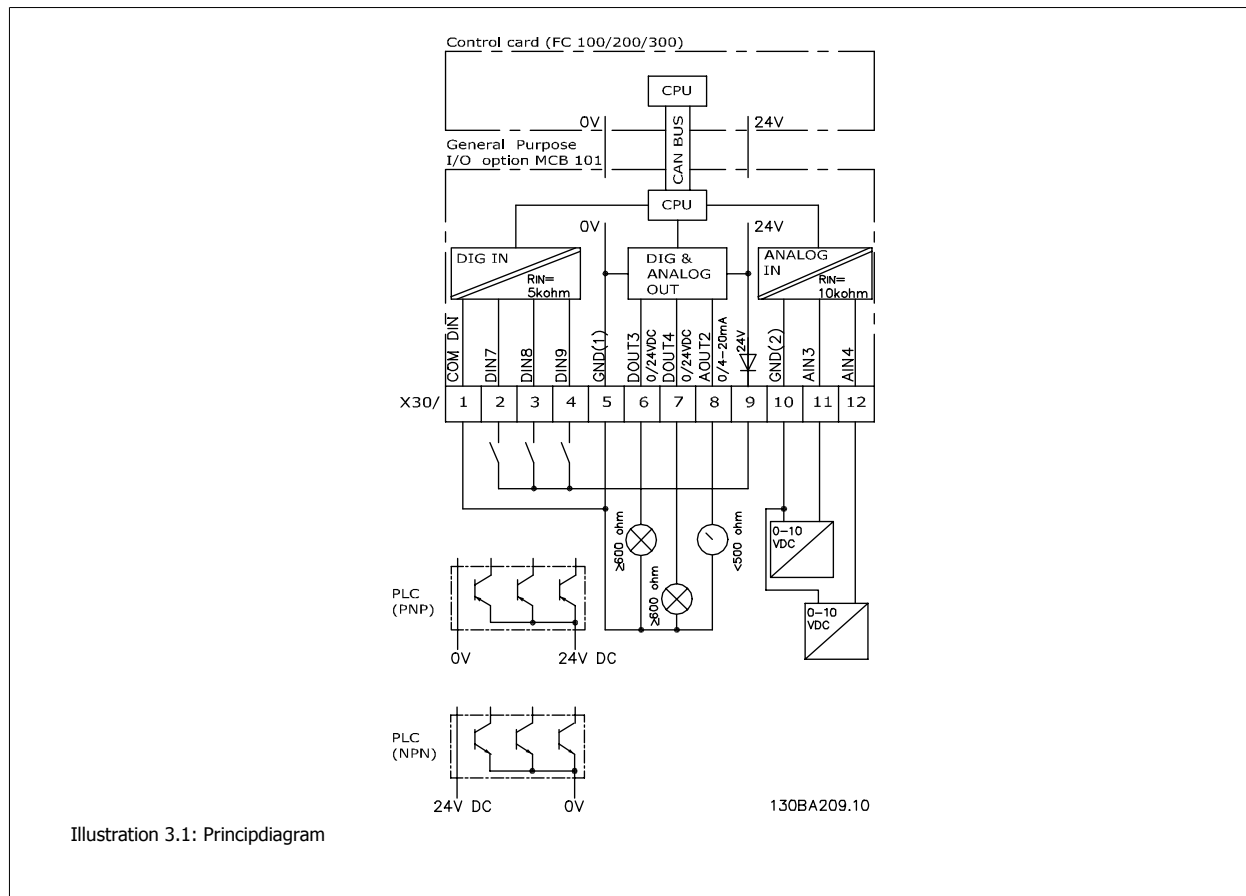 Control card (FC 100/200/300)
CPU
0V
24V
CAN BUS
General Purpose
I/O option MCB 101
CPU
0V
24V
DIG IN
RIN=
5kohm
DIG &
ANALOG
OUT
ANALOG
IN
RIN=
10kohm
COM DIN
DIN7
DIN8
DIN9
GND(1)
DOUT3
0/24VDC
DOUT4
0/24VDC
AOUT2
0/4-20mA
24V
GND(2)
AIN3
AIN4
X30/ 1 2 3 4 5 6 7 8 9 10 11 12
≥600 ohm
≥600 ohm
<500 ohm
0-10
VDC
0-10
VDC
PLC
(PNP)
0V
24V DC
PLC
(NPN)
24V DC
0V
130BA209.10
Illustration 3.1: Principdiagram